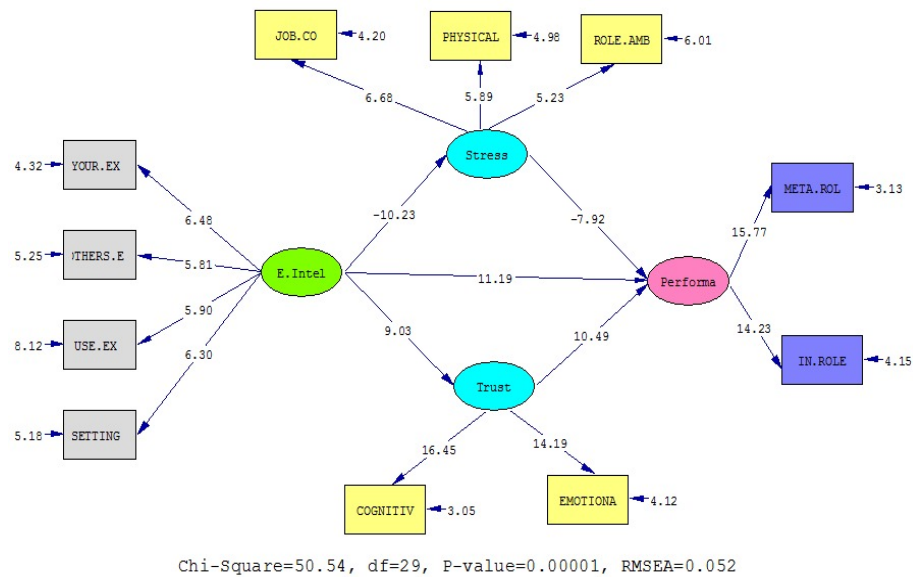 JOB.CO
4.20
PHYSICAL
4.98
ROLE.AMB
6.01
6.68
5.89
5.23
4.32
YOUR.EX
Stress
META.ROL
3.13
-10.23
-7.92
6.48
15.77
5.25
OTHERS.E
5.81
E.Intel
11.19
Performa
5.90
8.12
USE.EX
6.30
9.03
10.49
14.23
IN.ROLE
4.15
Trust
5.18
SETTING
16.45
14.19
COGNITIV
3.05
EMOTIONA
4.12
Chi-Square=50.54, df=29, P-value=0.00001, RMSEA=0.052